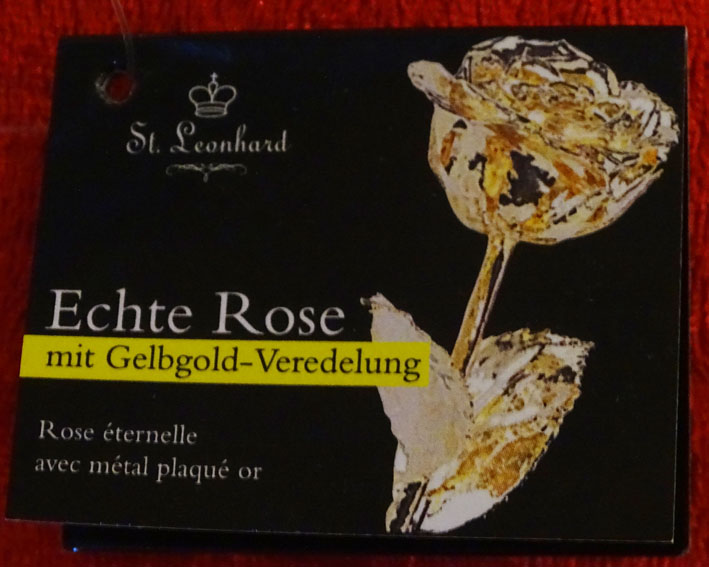 St. Leonhard
Echte Rose
mit Gelbgold-Veredelung
Rose éternelle
avec métal plaqué or